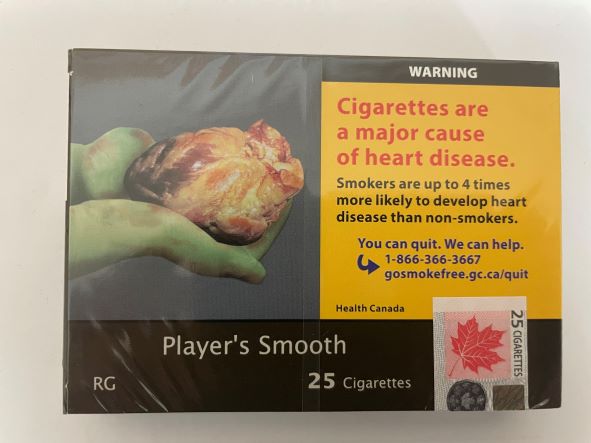 WARNING
Cigarettes are
a major cause
of heart disease.
Smokers are up to 4 times
more likely to develop heart
disease than non-smokers.
You can quit. We can help.
1-866-366-3667
gosmokefree.gc.ca/quit
Health Canada
25 CIGARETTES
Player's Smooth
RG
25 Cigarettes